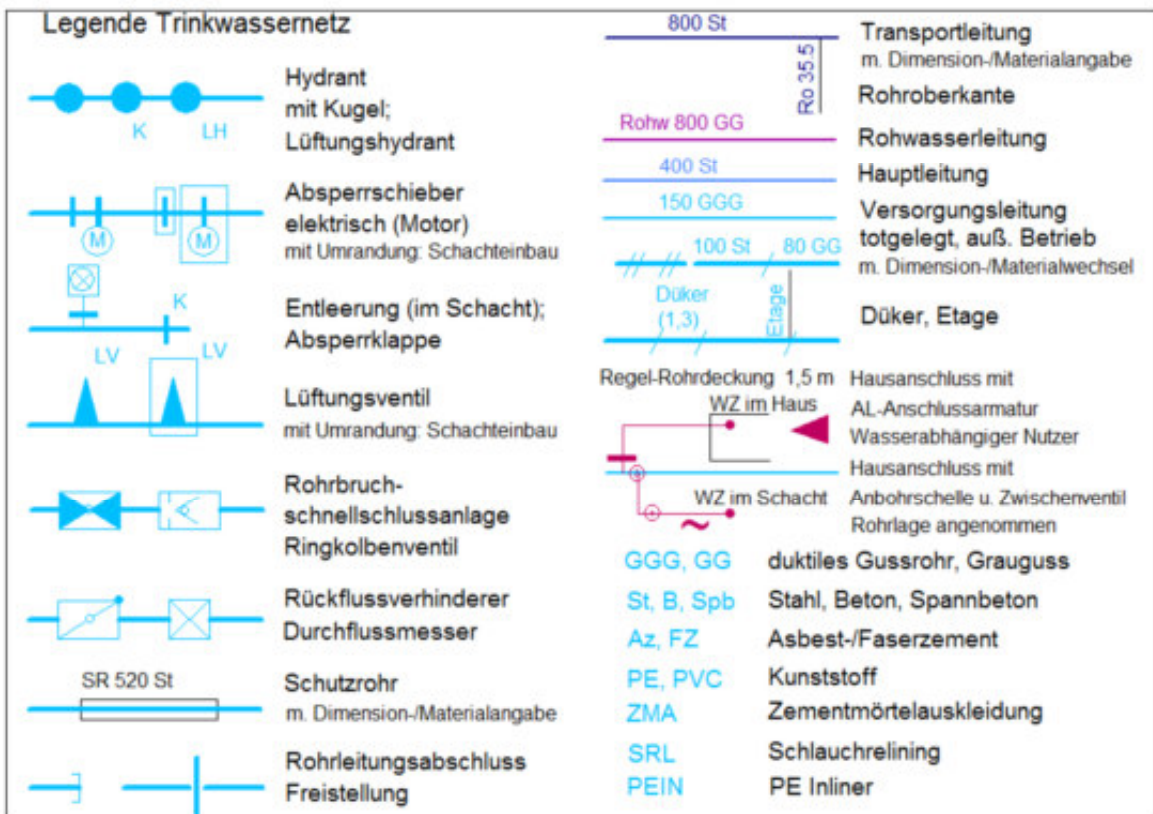 Legende Trinkwassernetz
Hydrant
mit Kugel;
K LH
Lüftungshydrant
Absperrschieber
elektrisch (Motor)
M M
mit Umrandung: Schachteinbau
K
Entleerung (im Schacht);
Absperrklappe
LV LV
Lüftungsventil
mit Umrandung: Schachteinbau
Rohrbruch-
schnellschlussanlage
Ringkolbenventil
Rückflussverhinderer
Durchflussmesser
SR 520 St
Schutzrohr
m. Dimension-/Materialangabe
Rohrleitungsabschluss
Freistellung
800 St
Transportleitung
m. Dimension-/Materialangabe
Ro 35.5
Rohroberkante
Rohw 800 GG
Rohwasserleitung
400 St
Hauptleitung
150 GGG
Versorgungsleitung
totgelegt, auß. Betrieb
100 St 80 GG
m. Dimension-/Materialwechsel
Düker
(1,3)
Etage
Düker, Etage
Regel-Rohrdeckung 1,5 m
Hausanschluss mit
WZ im Haus
AL-Anschlussarmatur
Wasserabhängiger Nutzer
Hausanschluss mit
WZ im Schacht
Anbohrschelle u. Zwischenventil
Rohrlage angenommen
GGG, GG duktiles Gussrohr, Grauguss
St, B, Spb Stahl, Beton, Spannbeton
Az, FZ Asbest-/Faserzement
PE, PVC Kunststoff
ZMA Zementmörtelauskleidung
SRL Schlauchrelining
PEIN PE Inliner